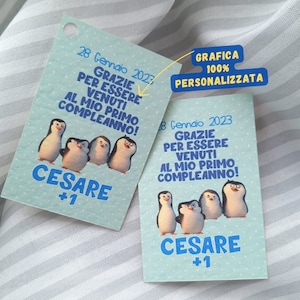 28 Gennaio 2023
GRAZIE
PER ESSERE
VENUTI
AL MIO PRIMO
COMPLEANNO!
CESARE
+1
GRAFICA
100%
PERSONALIZZATA
8 Gennaio 2023
GRAZIE
PER ESSERE
VENUTI
AL MIO PRIMO
COMPLEANNO!
CESARE
+1